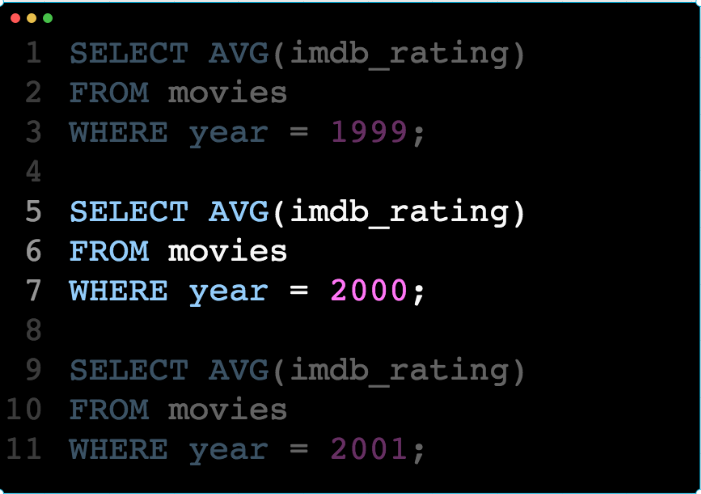 1 SELECT AVG(imdb_rating)
2 FROM movies
3 WHERE year = 1999;
4
5 SELECT AVG(imdb_rating)
6 FROM movies
7 WHERE year = 2000;
8
9 SELECT AVG(imdb_rating)
10 FROM movies
11 WHERE year = 2001;